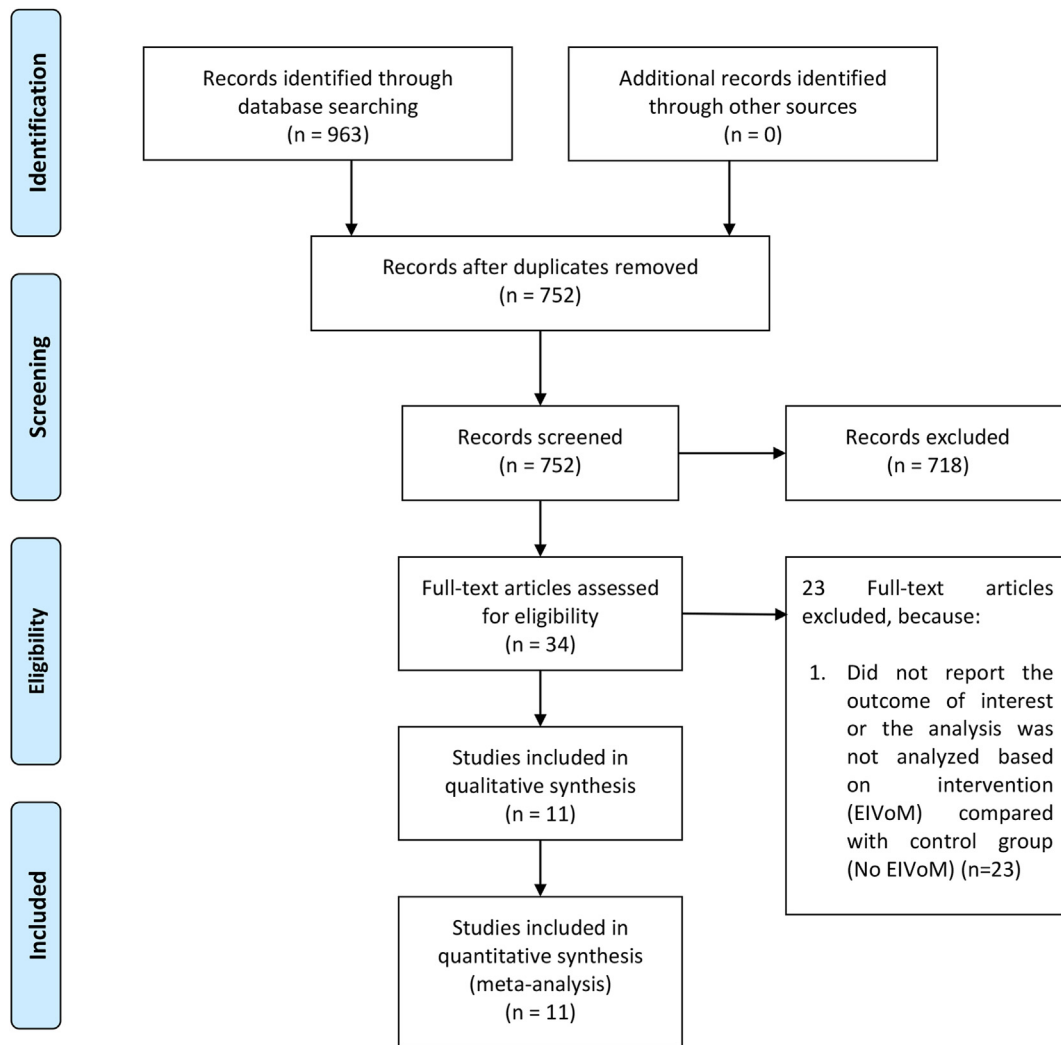 Identification
Records identified through
database searching
(n = 963)
Additional records identified
through other sources
(n = 0)
Records after duplicates removed
(n = 752)
Screening
Records screened
(n = 752)
Records excluded
(n = 718)
Eligibility
Full-text articles assessed
for eligibility
(n = 34)
23 Full-text articles
excluded, because:
1. Did not report the
outcome of interest
or the analysis was
not analyzed based
on intervention
(EIVoM) compared
with control group
(No EIVoM) (n=23)
Studies included in
qualitative synthesis
(n = 11)
Included
Studies included in
quantitative synthesis
(meta-analysis)
(n = 11)